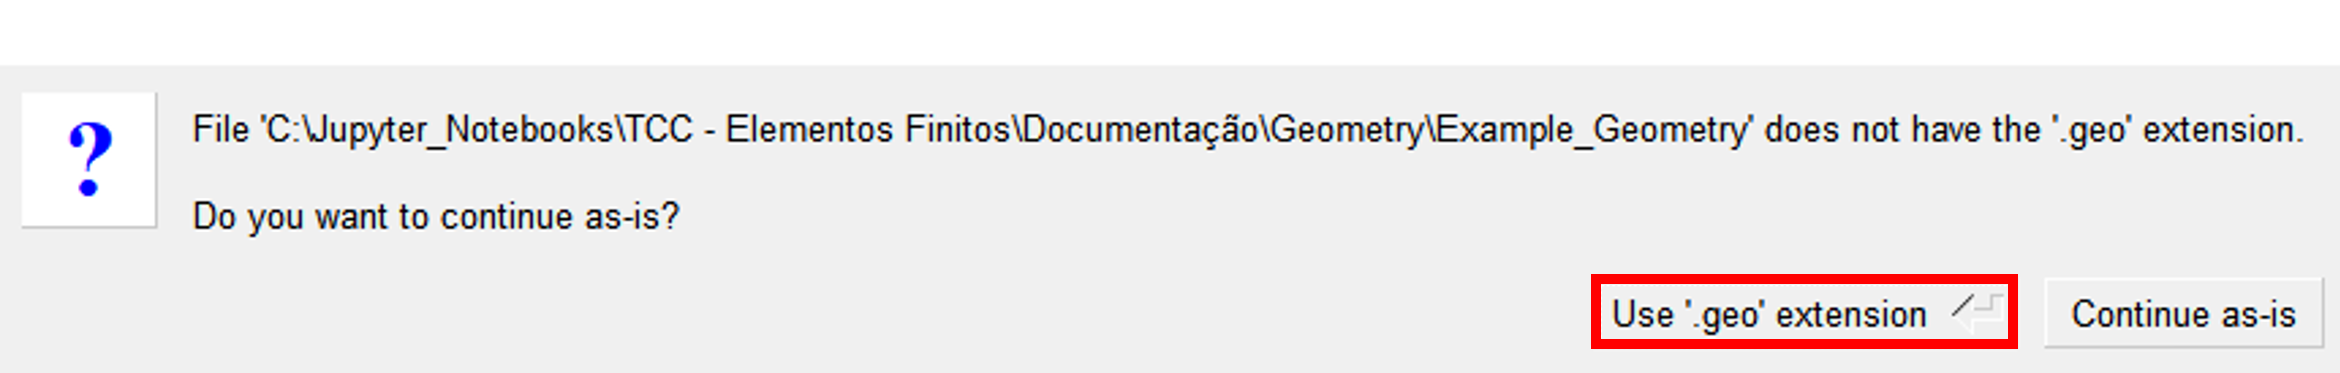 File 'C:\Jupyter_Notebooks\TCC - Elementos Finitos\Documentação\Geometry\Example_Geometry' does not have the '.geo' extension.
Do you want to continue as-is?
Use '.geo' extension
Continue as-is